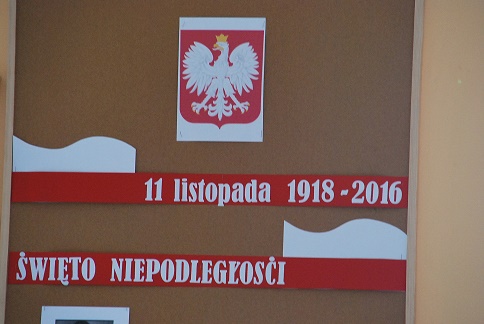 11 listopada 1918 - 2016
ŚWIĘTO NIEPODLEGŁOŚCI